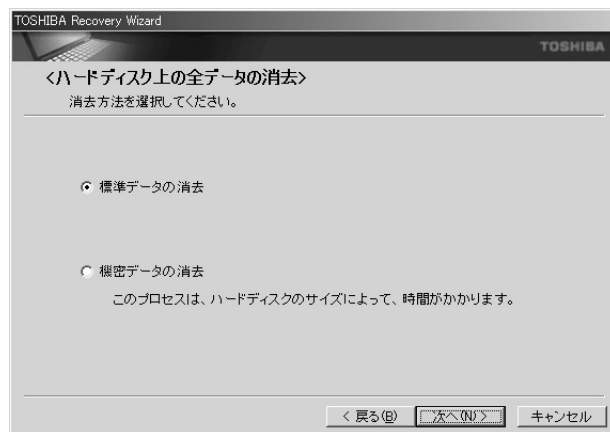 TOSHIBA Recovery Wizard
TOSHIBA
<ハードディスク上の全データの消去>
消去方法を選択してください。
標準データの消去
機密データの消去
このプロセスは、ハードディスクのサイズによって、時間がかかります。
< 戻る(B) 次へ(N) > キャンセル